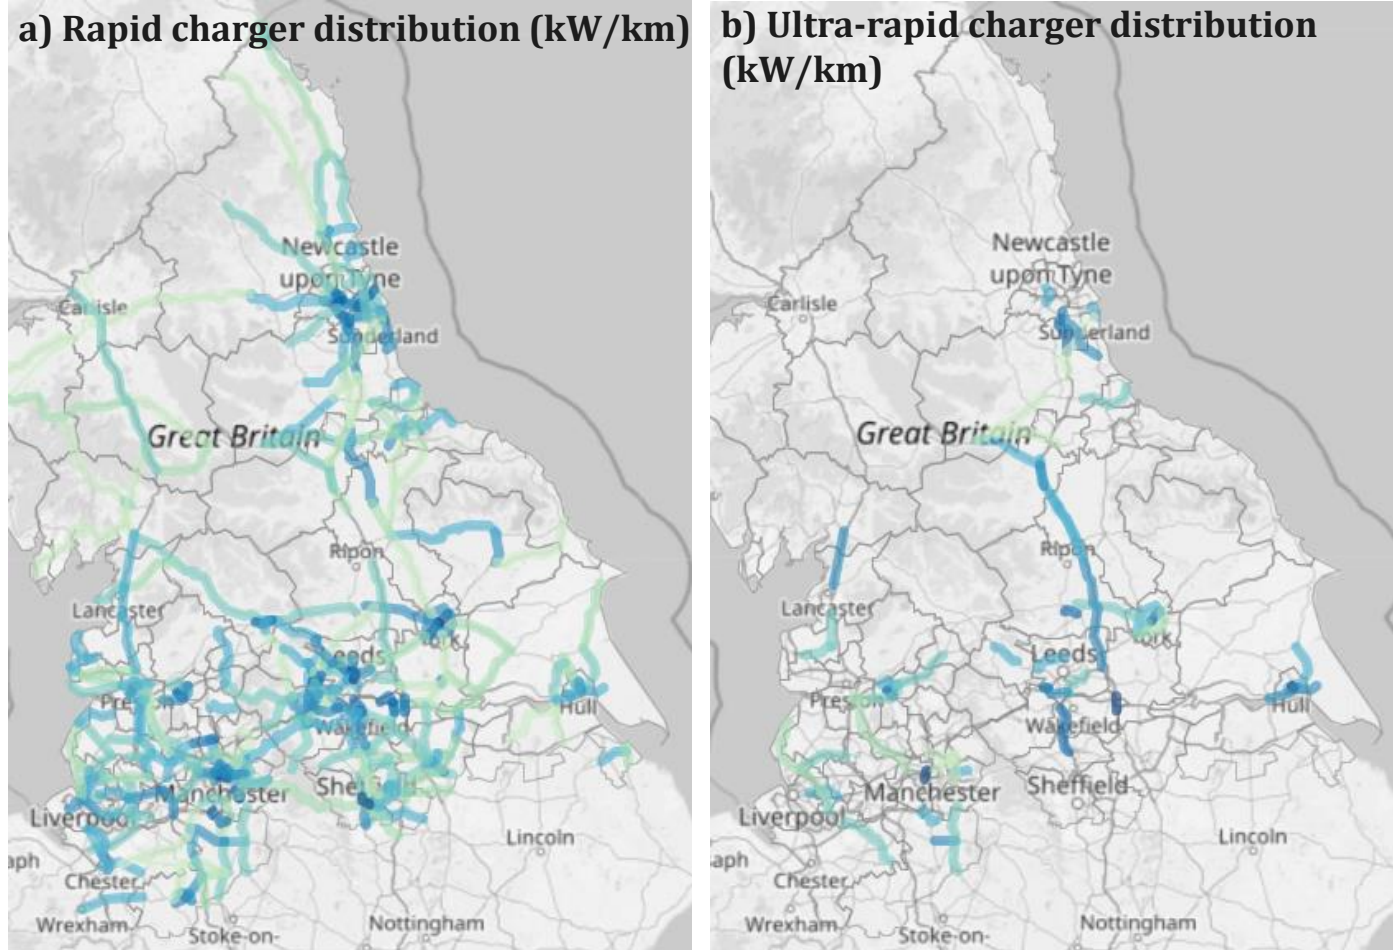 a) Rapid charger distribution (kW/km)
Newcastle
upon Tyne
Carlisle
Sunderland
Great Britain
Ripon
Lancaster
York
Leeds
Preston
Hull
Wakefield
Manchester
Sheffield
Liverpool
Lincoln
aph
Chester
Wrexham
Nottingham
Stoke-on-
b) Ultra-rapid charger distribution
(kW/km)
Newcastle
upon Tyne
Carlisle
Sunderland
Great Britain
Ripon
Lancaster
York
Leeds
Preston
Hull
Wakefield
Sheffield
Manchester
Liverpool
Lincoln
aph
Chester
Wrexham
Nottingham
Stoke-on-